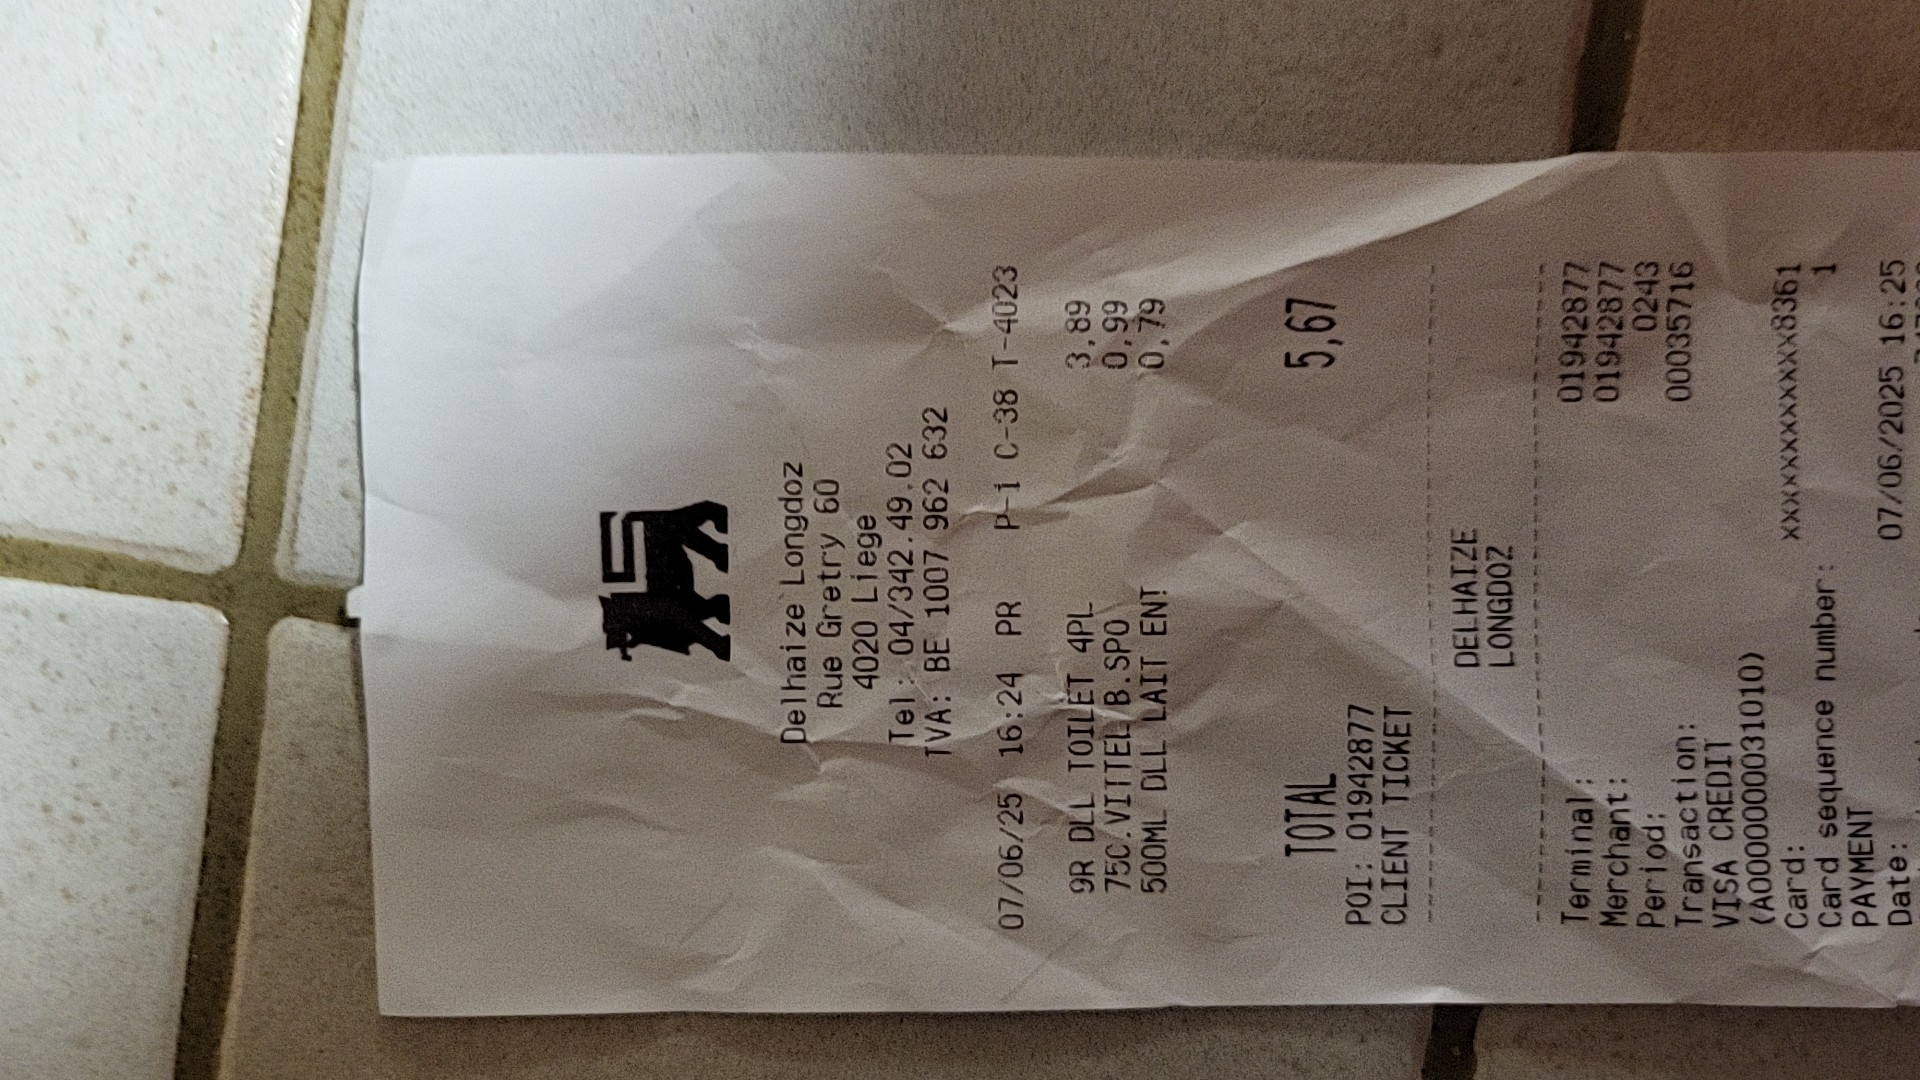 Delhaize Longdoz
Rue Gretry 60
4020 Liege
Tel: 04/342.49.02
TVA: BE 1007 962 632
07/06/25 16:24 PR P-1 C-38 T-4023
9R DLL TOILET 4PL 3,89
75C.VITTEL B.SPO 0,99
500ML DLL LAIT ENT 0,79
TOTAL 5,67
POI: 01942877
CLIENT TICKET
DELHAIZE
LONGDOZ
Terminal: 01942877
Merchant: 01942877
Period: 0243
Transaction: 00035716
VISA CREDIT
(A0000000031010)
Card: xxxxxxxxxxxx8361
Card sequence number: 1
PAYMENT
Date: 07/06/2025 16:25